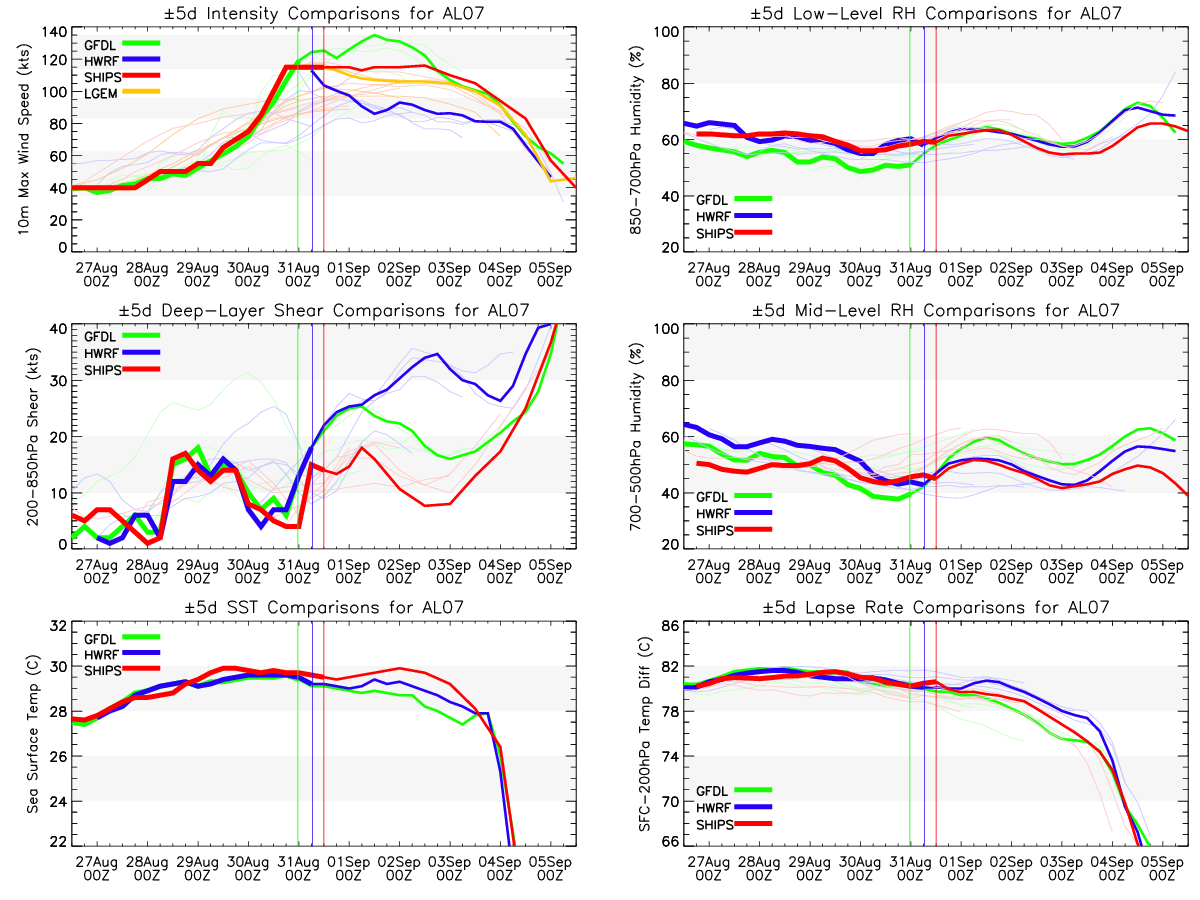 ±5d Intensity Comparisons for AL07
10m Max Wind Speed (kts)
140
120
100
80
60
40
20
0
GFDL
HWRF
SHIPS
LGEM
27Aug 28Aug 29Aug 30Aug 31Aug 01Sep 02Sep 03Sep 04Sep 05Sep
00Z 00Z 00Z 00Z 00Z 00Z 00Z 00Z 00Z 00Z
±5d Low-Level RH Comparisons for AL07
850-700hPa Humidity (%)
100
80
60
40
20
GFDL
HWRF
SHIPS
27Aug 28Aug 29Aug 30Aug 31Aug 01Sep 02Sep 03Sep 04Sep 05Sep
00Z 00Z 00Z 00Z 00Z 00Z 00Z 00Z 00Z 00Z
±5d Deep-Layer Shear Comparisons for AL07
200-850hPa Shear (kts)
40
30
20
10
0
GFDL
HWRF
SHIPS
27Aug 28Aug 29Aug 30Aug 31Aug 01Sep 02Sep 03Sep 04Sep 05Sep
00Z 00Z 00Z 00Z 00Z 00Z 00Z 00Z 00Z 00Z
±5d Mid-Level RH Comparisons for AL07
700-500hPa Humidity (%)
100
80
60
40
20
GFDL
HWRF
SHIPS
27Aug 28Aug 29Aug 30Aug 31Aug 01Sep 02Sep 03Sep 04Sep 05Sep
00Z 00Z 00Z 00Z 00Z 00Z 00Z 00Z 00Z 00Z
±5d SST Comparisons for AL07
Sea Surface Temp (C)
32
30
28
26
24
22
GFDL
HWRF
SHIPS
27Aug 28Aug 29Aug 30Aug 31Aug 01Sep 02Sep 03Sep 04Sep 05Sep
00Z 00Z 00Z 00Z 00Z 00Z 00Z 00Z 00Z 00Z
±5d Lapse Rate Comparisons for AL07
SFC-200hPa Temp Diff (C)
86
82
78
74
70
66
GFDL
HWRF
SHIPS
27Aug 28Aug 29Aug 30Aug 31Aug 01Sep 02Sep 03Sep 04Sep 05Sep
00Z 00Z 00Z 00Z 00Z 00Z 00Z 00Z 00Z 00Z